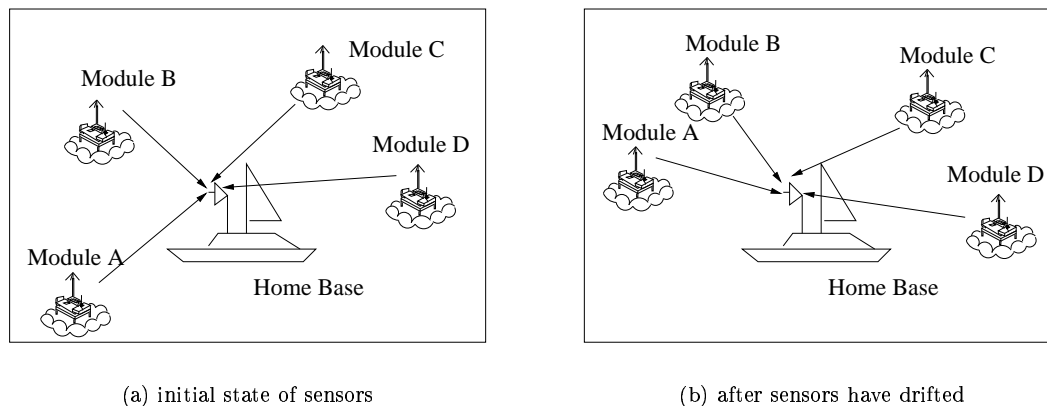 Module C
Module B
Module D
Module A
Home Base
(a) initial state of sensors
Module B
Module C
Module A
Module D
Home Base
(b) after sensors have drifted